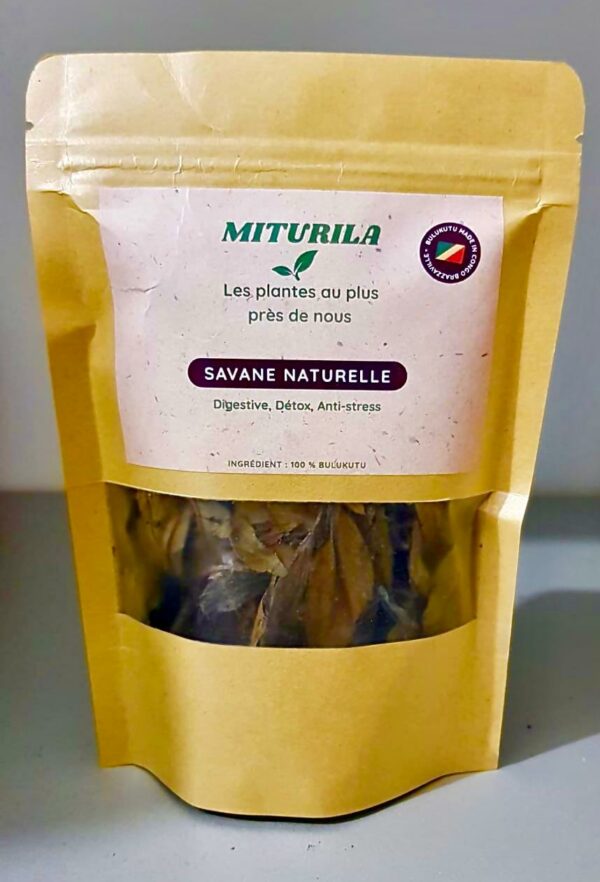 MITURILA
Les plantes au plus
près de nous
BULUKUTU MADE IN CONGO BRAZZAVILLE •
SAVANE NATURELLE
Digestive, Détox, Anti-stress
INGRÉDIENT : 100 % BULUKUTU